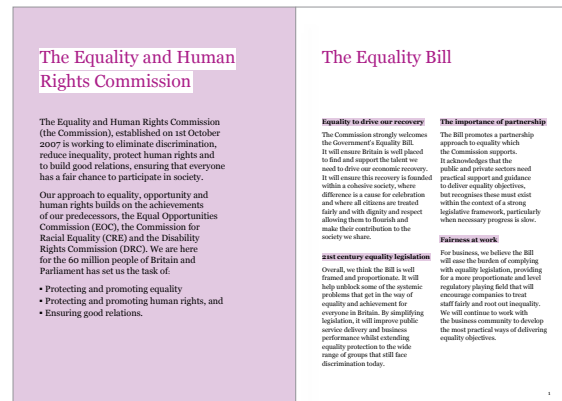 The Equality and Human
Rights Commission
The Equality and Human Rights Commission
(the Commission), established on 1st October
2007 is working to eliminate discrimination,
reduce inequality, protect human rights and
to build good relations, ensuring that everyone
has a fair chance to participate in society.
Our approach to equality, opportunity and
human rights builds on the achievements
of our predecessors, the Equal Opportunities
Commission (EOC), the Commission for
Racial Equality (CRE) and the Disability
Rights Commission (DRC). We are here
for the 60 million people of Britain and
Parliament has set us the task of:
• Protecting and promoting equality
• Protecting and promoting human rights, and
• Ensuring good relations.
The Equality Bill
Equality to drive our recovery
The Commission strongly welcomes
the Government's Equality Bill.
It will ensure Britain is well placed
to find and support the talent we
need to drive our economic recovery.
It will ensure this recovery is founded
within a cohesive society, where
difference is a cause for celebration
and where all citizens are treated
fairly and with dignity and respect
allowing them to flourish and
make their contribution to the
society we share.
21st century equality legislation
Overall, we think the Bill is well
framed and proportionate. It will
help unblock some of the systemic
problems that get in the way of
equality and achievement for
everyone in Britain. By simplifying
legislation, it will improve public
service delivery and business
performance whilst extending
equality protection to the wide
range of groups that still face
discrimination today.
The importance of partnership
The Bill promotes a partnership
approach to equality which
the Commission supports.
It acknowledges that the
public and private sectors need
practical support and guidance
to deliver equality objectives,
but recognises these must exist
within the context of a strong
legislative framework, particularly
when necessary progress is slow.
Fairness at work
For business, we believe the Bill
will ease the burden of complying
with equality legislation, providing
for a more proportionate and level
regulatory playing field that will
encourage companies to treat
staff fairly and root out inequality.
We will continue to work with
the business community to develop
the most practical ways of delivering
equality objectives.
1